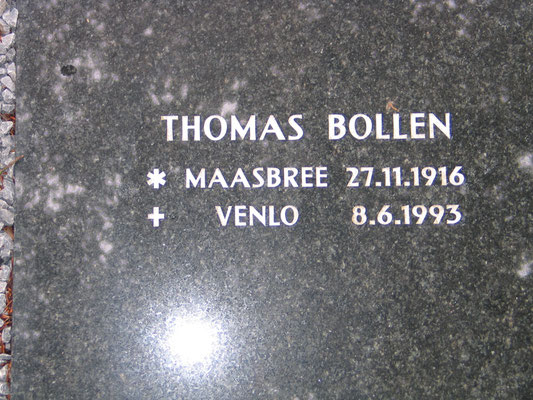 THOMAS BOLLEN
* MAASBREE 27.11.1916
✝ VENLO 8.6.1993